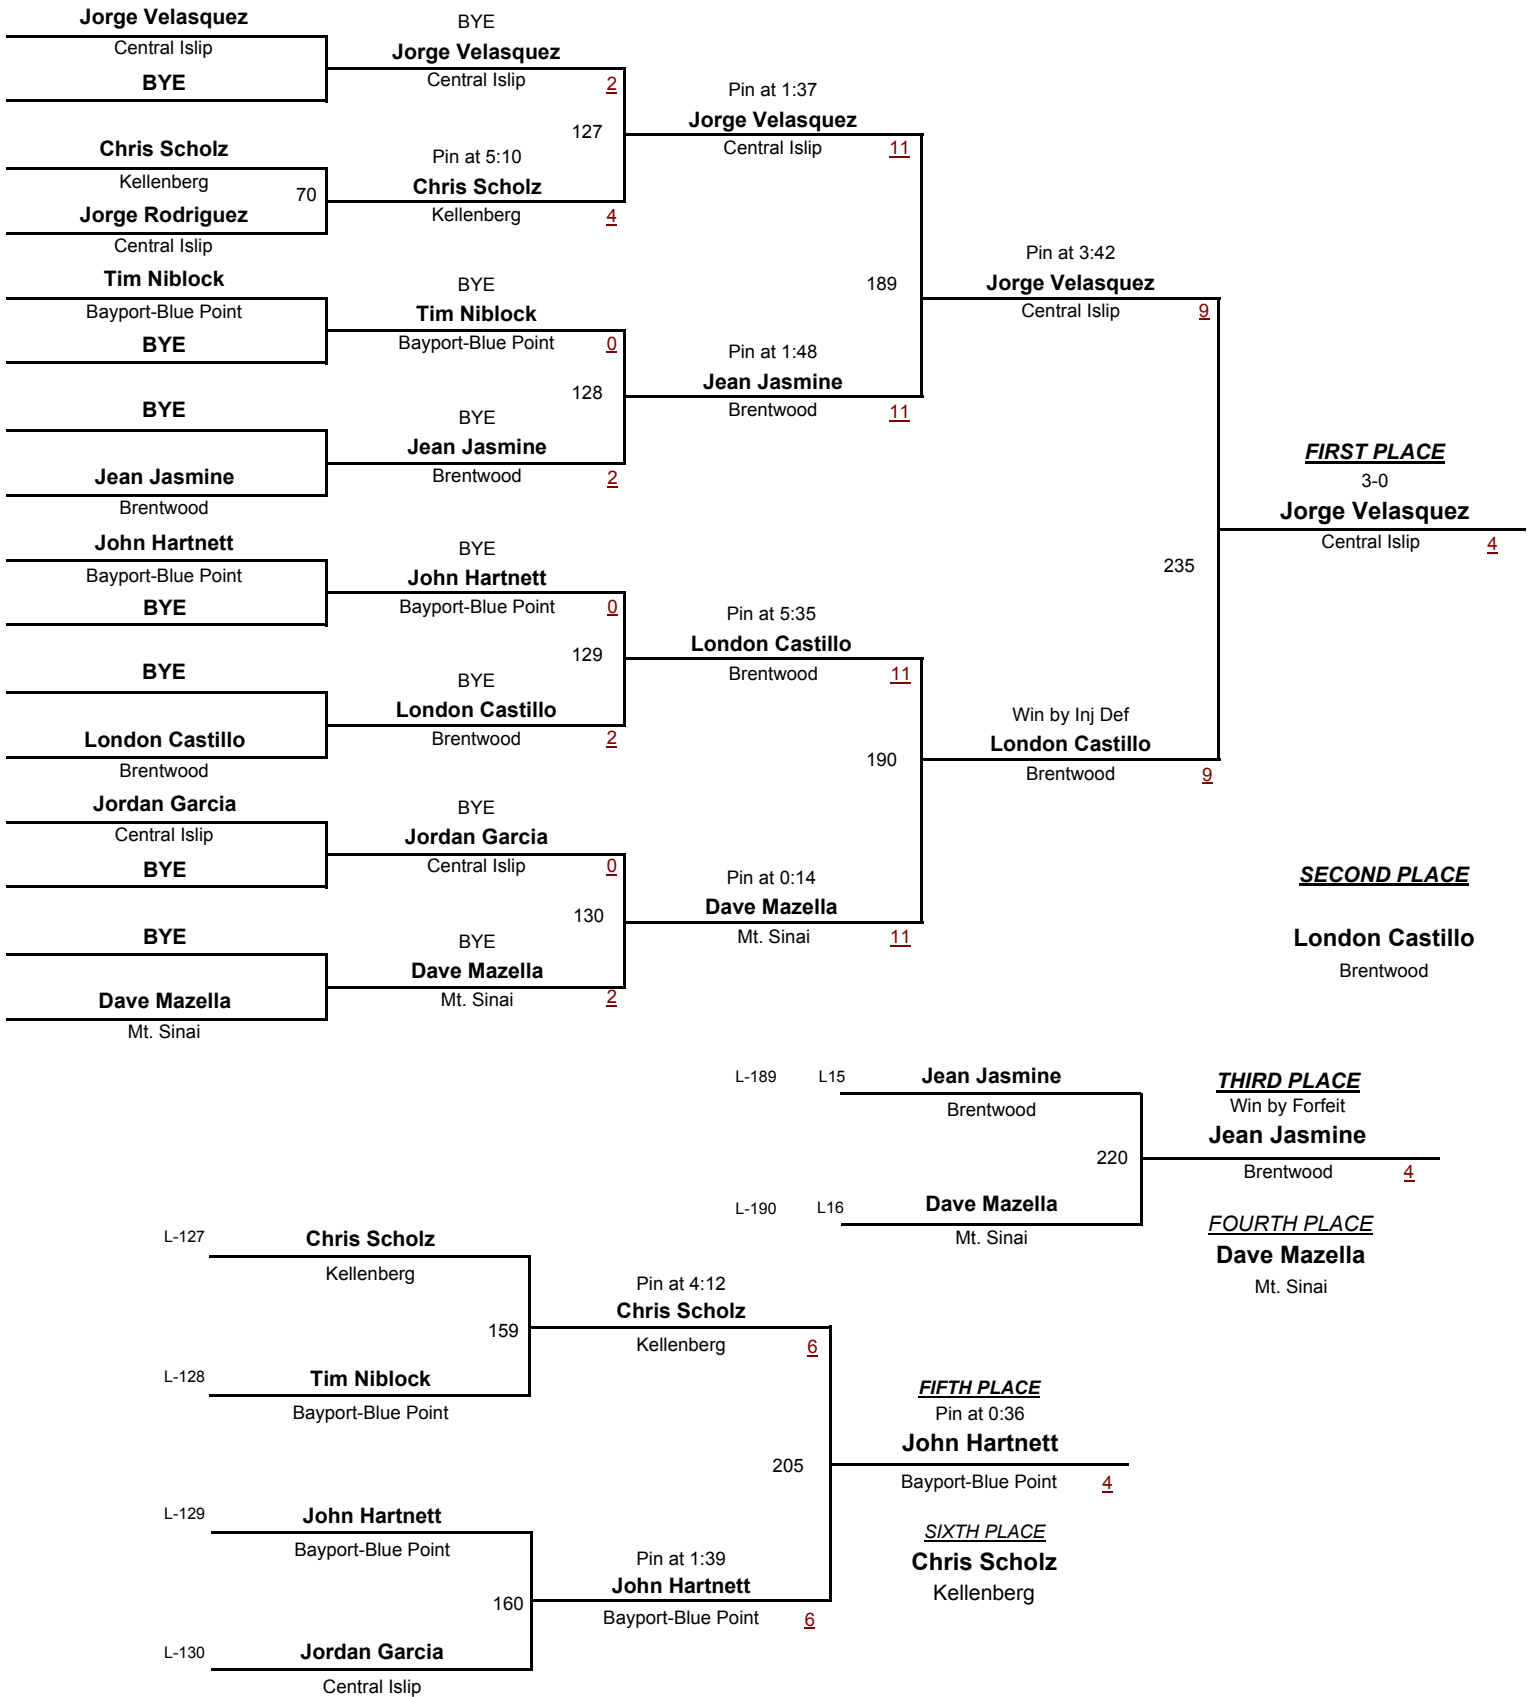 Jorge Velasquez
Central Islip
BYE
Chris Scholz
Kellenberg
70
Jorge Rodriguez
Central Islip
Tim Niblock
Bayport-Blue Point
BYE
BYE
Jean Jasmine
Brentwood
John Hartnett
Bayport-Blue Point
BYE
BYE
London Castillo
Brentwood
Jordan Garcia
Central Islip
BYE
BYE
Dave Mazella
Mt. Sinai
BYE
Jorge Velasquez
Central Islip 2
127
Pin at 5:10
Chris Scholz
Kellenberg 4
BYE
Tim Niblock
Bayport-Blue Point 0
128
BYE
Jean Jasmine
Brentwood 2
BYE
John Hartnett
Bayport-Blue Point 0
129
BYE
London Castillo
Brentwood 2
BYE
Jordan Garcia
Central Islip 0
130
BYE
Dave Mazella
Mt. Sinai 2
Pin at 1:37
Jorge Velasquez
Central Islip 11
189
Pin at 1:48
Jean Jasmine
Brentwood 11
Pin at 5:35
London Castillo
Brentwood 11
190
Pin at 0:14
Dave Mazella
Mt. Sinai 11
Pin at 3:42
Jorge Velasquez
Central Islip 9
235
Win by Inj Def
London Castillo
Brentwood 9
FIRST PLACE
3-0
Jorge Velasquez
Central Islip 4
SECOND PLACE
London Castillo
Brentwood
L-189 L15 Jean Jasmine
Brentwood
220
L-190 L16 Dave Mazella
Mt. Sinai
THIRD PLACE
Win by Forfeit
Jean Jasmine
Brentwood 4
FOURTH PLACE
Dave Mazella
Mt. Sinai
L-127 Chris Scholz
Kellenberg
159
L-128 Tim Niblock
Bayport-Blue Point
L-129 John Hartnett
Bayport-Blue Point
160
L-130 Jordan Garcia
Central Islip
Pin at 4:12
Chris Scholz
Kellenberg 6
205
Pin at 1:39
John Hartnett
Bayport-Blue Point 6
FIFTH PLACE
Pin at 0:36
John Hartnett
Bayport-Blue Point 4
SIXTH PLACE
Chris Scholz
Kellenberg